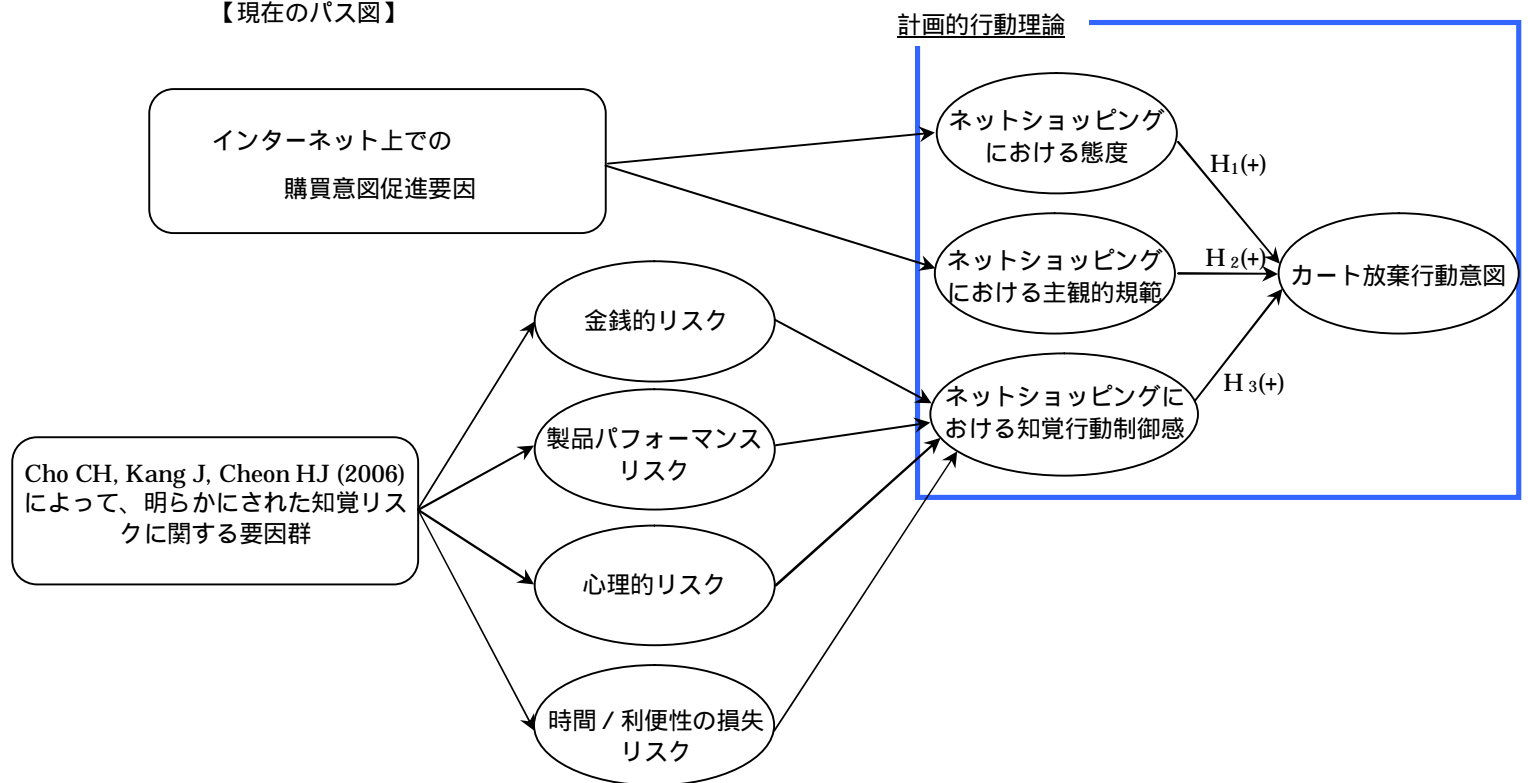 【現在のパス図】
計画的行動理論
インターネット上での
購買意図促進要因
ネットショッピング
における態度
H₁(+)
ネットショッピング
における主観的規範
H ₂(+)
カート放棄行動意図
金銭的リスク
ネットショッピングに
おける知覚行動制御感
H ₃(+)
製品パフォーマンス
リスク
Cho CH, Kang J, Cheon HJ (2006)
によって、明らかにされた知覚リス
クに関する要因群
心理的リスク
時間 / 利便性の損失
リスク